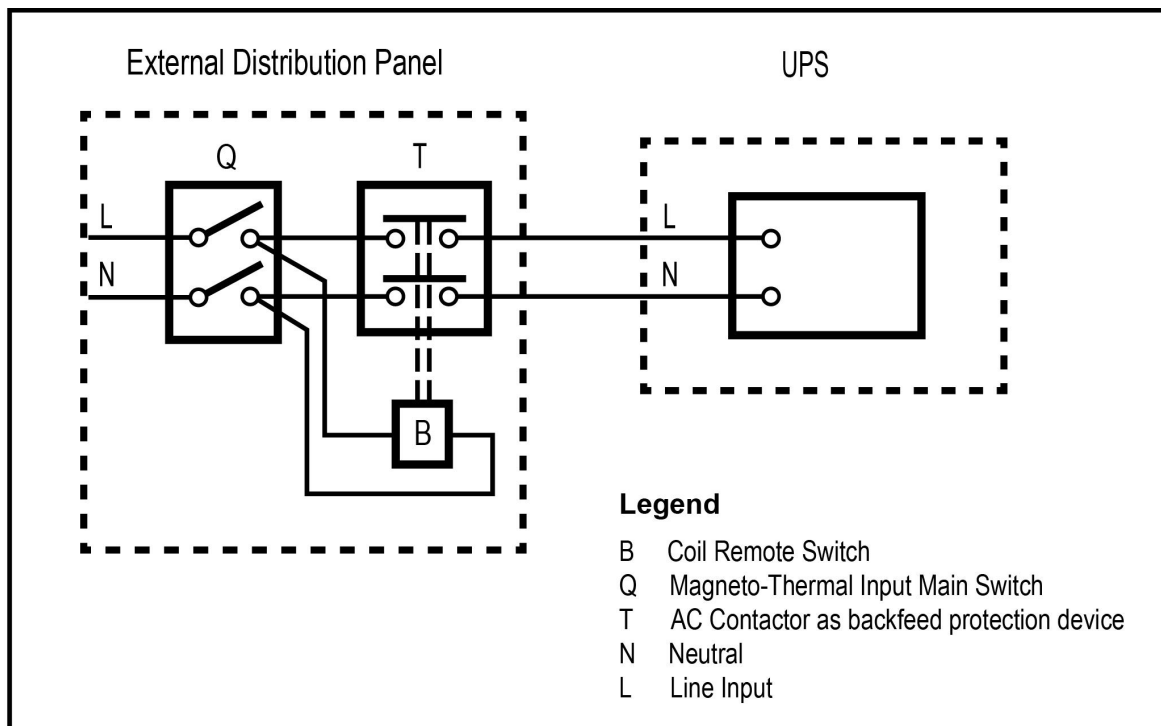 External Distribution Panel
UPS
Q
T
L
N
L
N
B
Legend
B Coil Remote Switch
Q Magneto-Thermal Input Main Switch
T AC Contactor as backfeed protection device
N Neutral
L Line Input